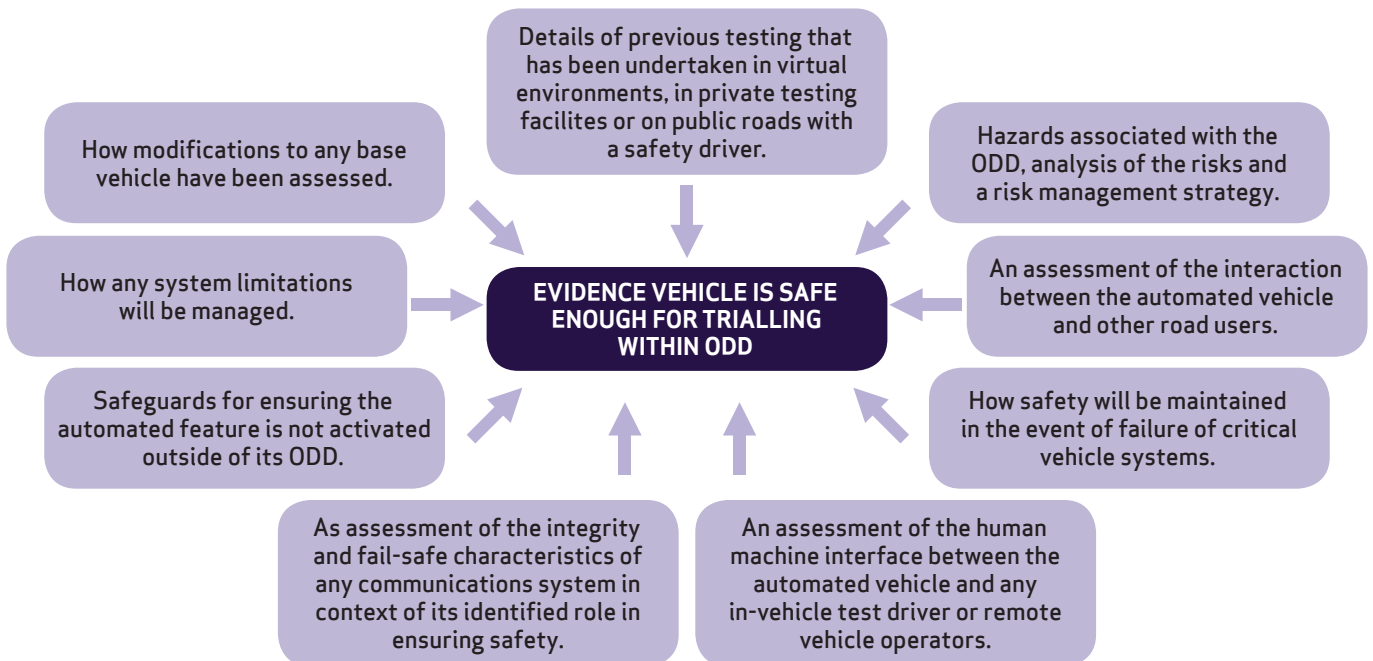 Details of previous testing that
has been undertaken in virtual
environments, in private testing
facilites or on public roads with
a safety driver.
How modifications to any base
vehicle have been assessed.
Hazards associated with the
ODD, analysis of the risks and
a risk management strategy.
How any system limitations
will be managed.
EVIDENCE VEHICLE IS SAFE
ENOUGH FOR TRIALLING
WITHIN ODD
An assessment of the interaction
between the automated vehicle
and other road users.
Safeguards for ensuring the
automated feature is not activated
outside of its ODD.
How safety will be maintained
in the event of failure of critical
vehicle systems.
As assessment of the integrity
and fail-safe characteristics of
any communications system in
context of its identified role in
ensuring safety.
An assessment of the human
machine interface between the
automated vehicle and any
in-vehicle test driver or remote
vehicle operators.